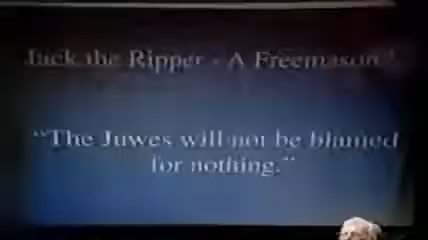 Jack the Ripper - A Freemason?
“The Juwes will not be blamed
for nothing.”